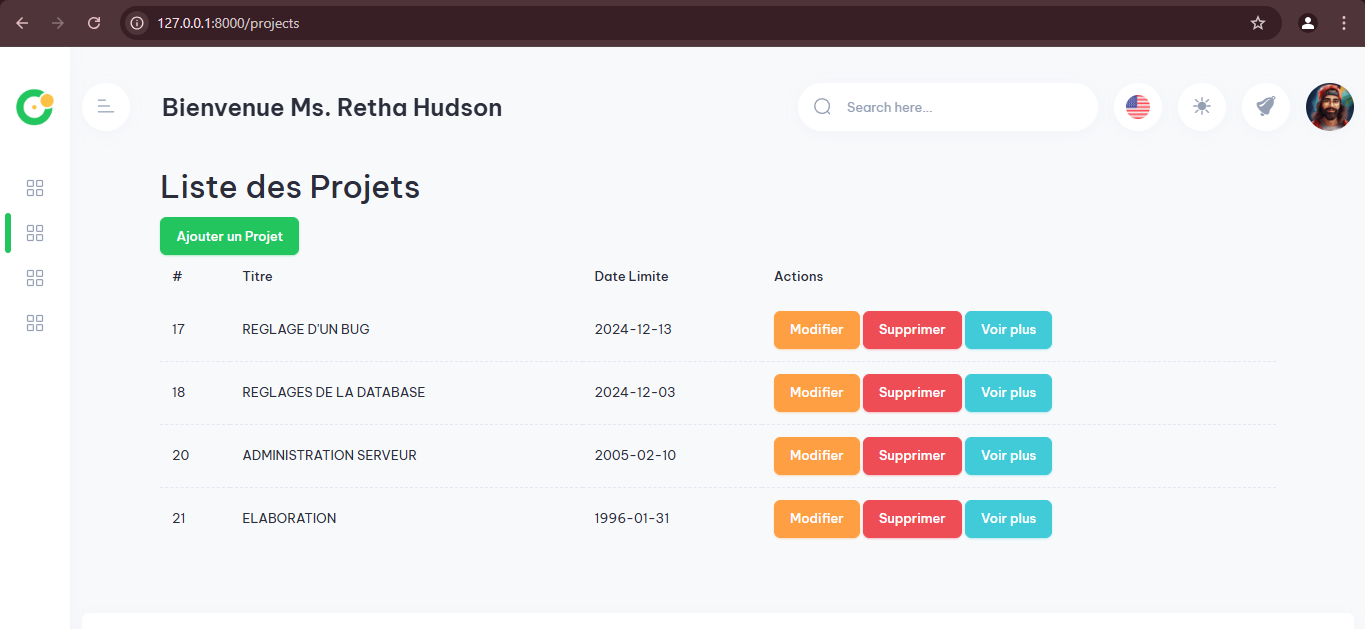 127.0.0.1:8000/projects
Bienvenue Ms. Retha Hudson
Search here...
Liste des Projets
Ajouter un Projet
# Titre Date Limite Actions
17 REGLAGE D'UN BUG 2024-12-13 Modifier Supprimer Voir plus
18 REGLAGES DE LA DATABASE 2024-12-03 Modifier Supprimer Voir plus
20 ADMINISTRATION SERVEUR 2005-02-10 Modifier Supprimer Voir plus
21 ELABORATION 1996-01-31 Modifier Supprimer Voir plus